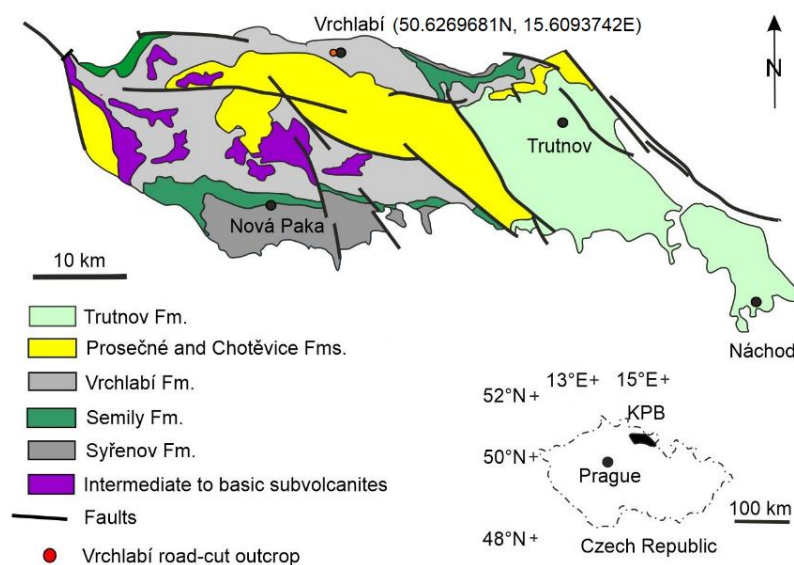 Vrchlabí (50.6269681N, 15.6093742E)
N
Trutnov
Nová Paka
10 km
Náchod
Trutnov Fm.
Prosečné and Chotěvice Fms.
Vrchlabí Fm.
Semily Fm.
Syřenov Fm.
Intermediate to basic subvolcanites
Faults
Vrchlabí road-cut outcrop
13°E+ 15°E+
52°N+
KPB
50°N+
Prague
100 km
48°N+
Czech Republic